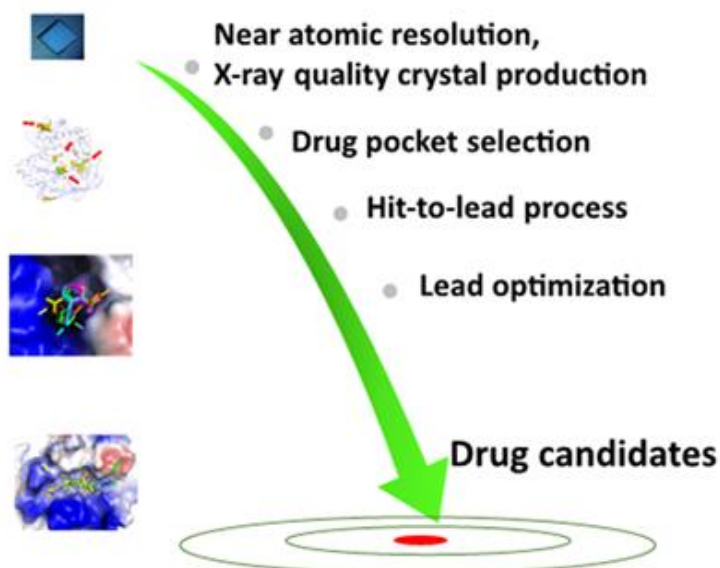 Near atomic resolution,
X-ray quality crystal production
Drug pocket selection
Hit-to-lead process
Lead optimization
Drug candidates